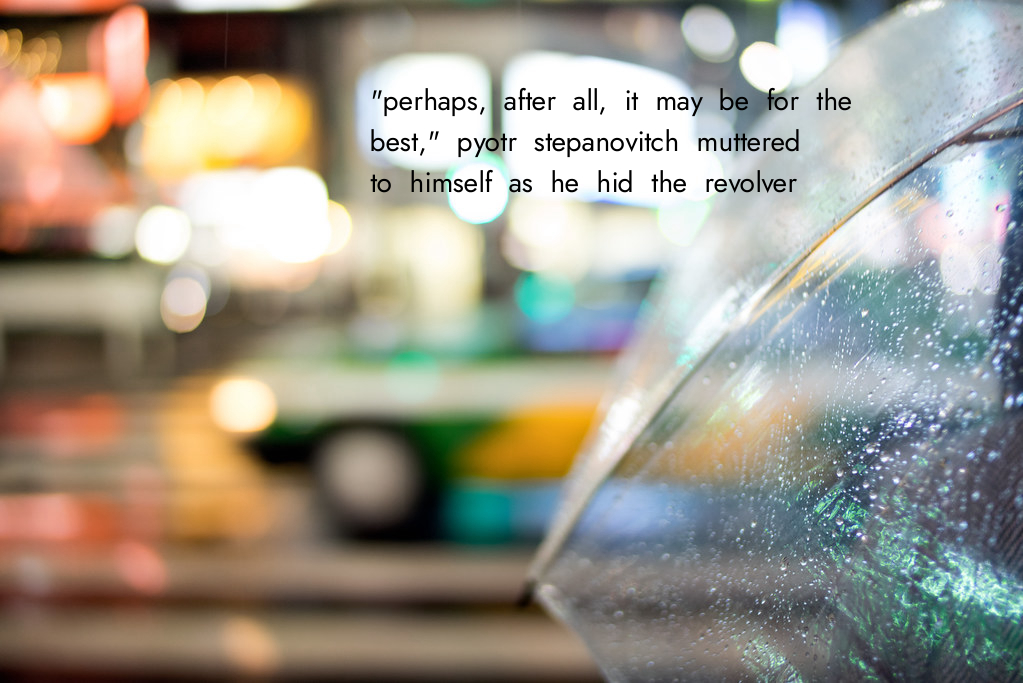 "perhaps, after all, it may be for the
best," pyotr stepanovitch muttered
to himself as he hid the revolver